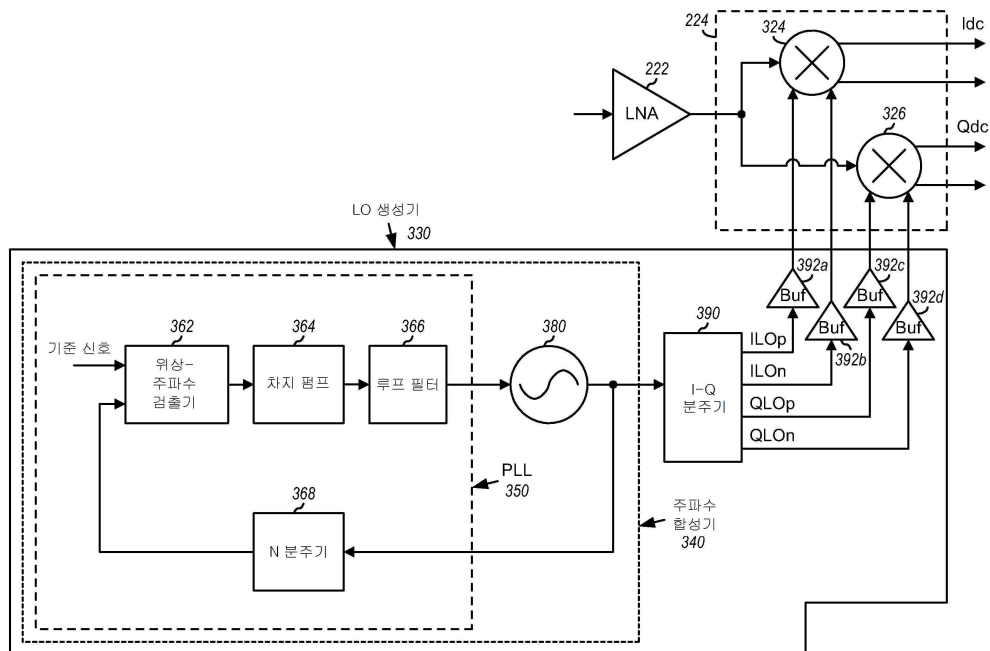 224
324
Idc
222
LNA
326
Qdc
LO 생성기
330
392a
Buf
392c
Buf
392d
Buf
Buf
392b
362
364
366
380
390
기준 신호
위상-
주파수
검출기
차지 펌프
루프 필터
I-Q
분주기
ILOp
ILOn
QLOp
QLOn
PLL
350
368
N 분주기
주파수
합성기
340